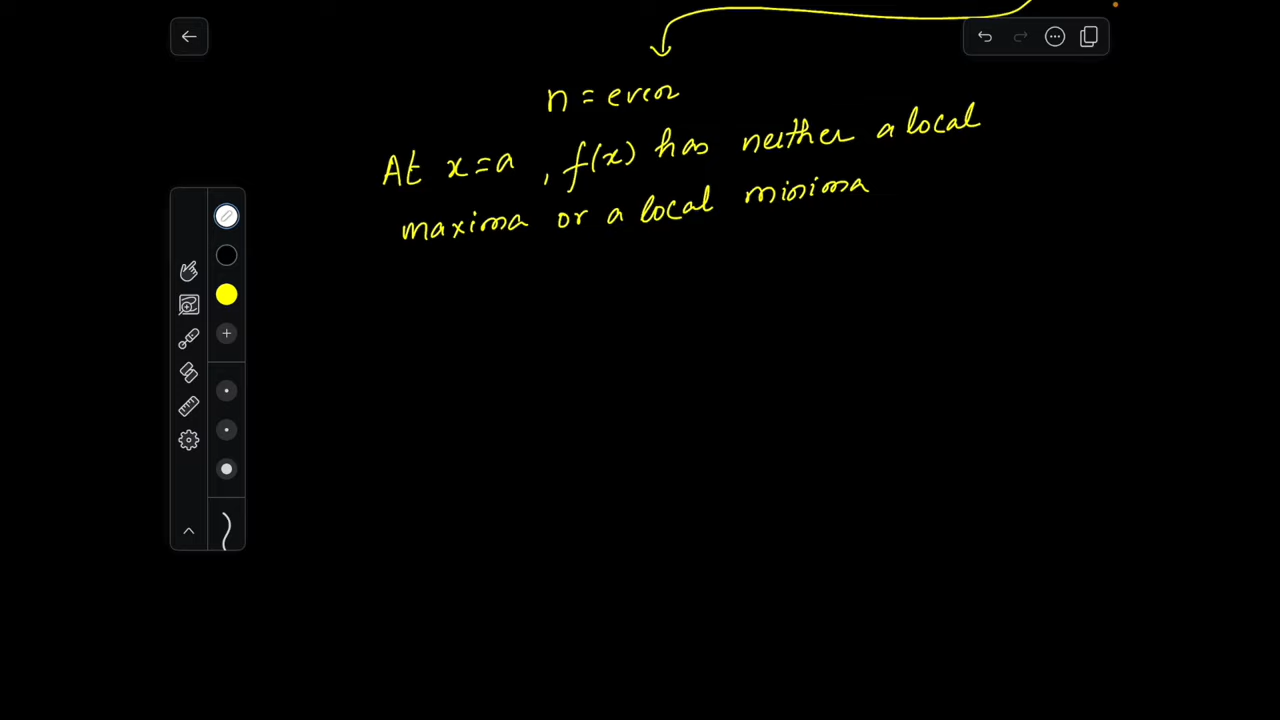 n = even
At x=a , f(x) has neither a local
maxima or a local minima